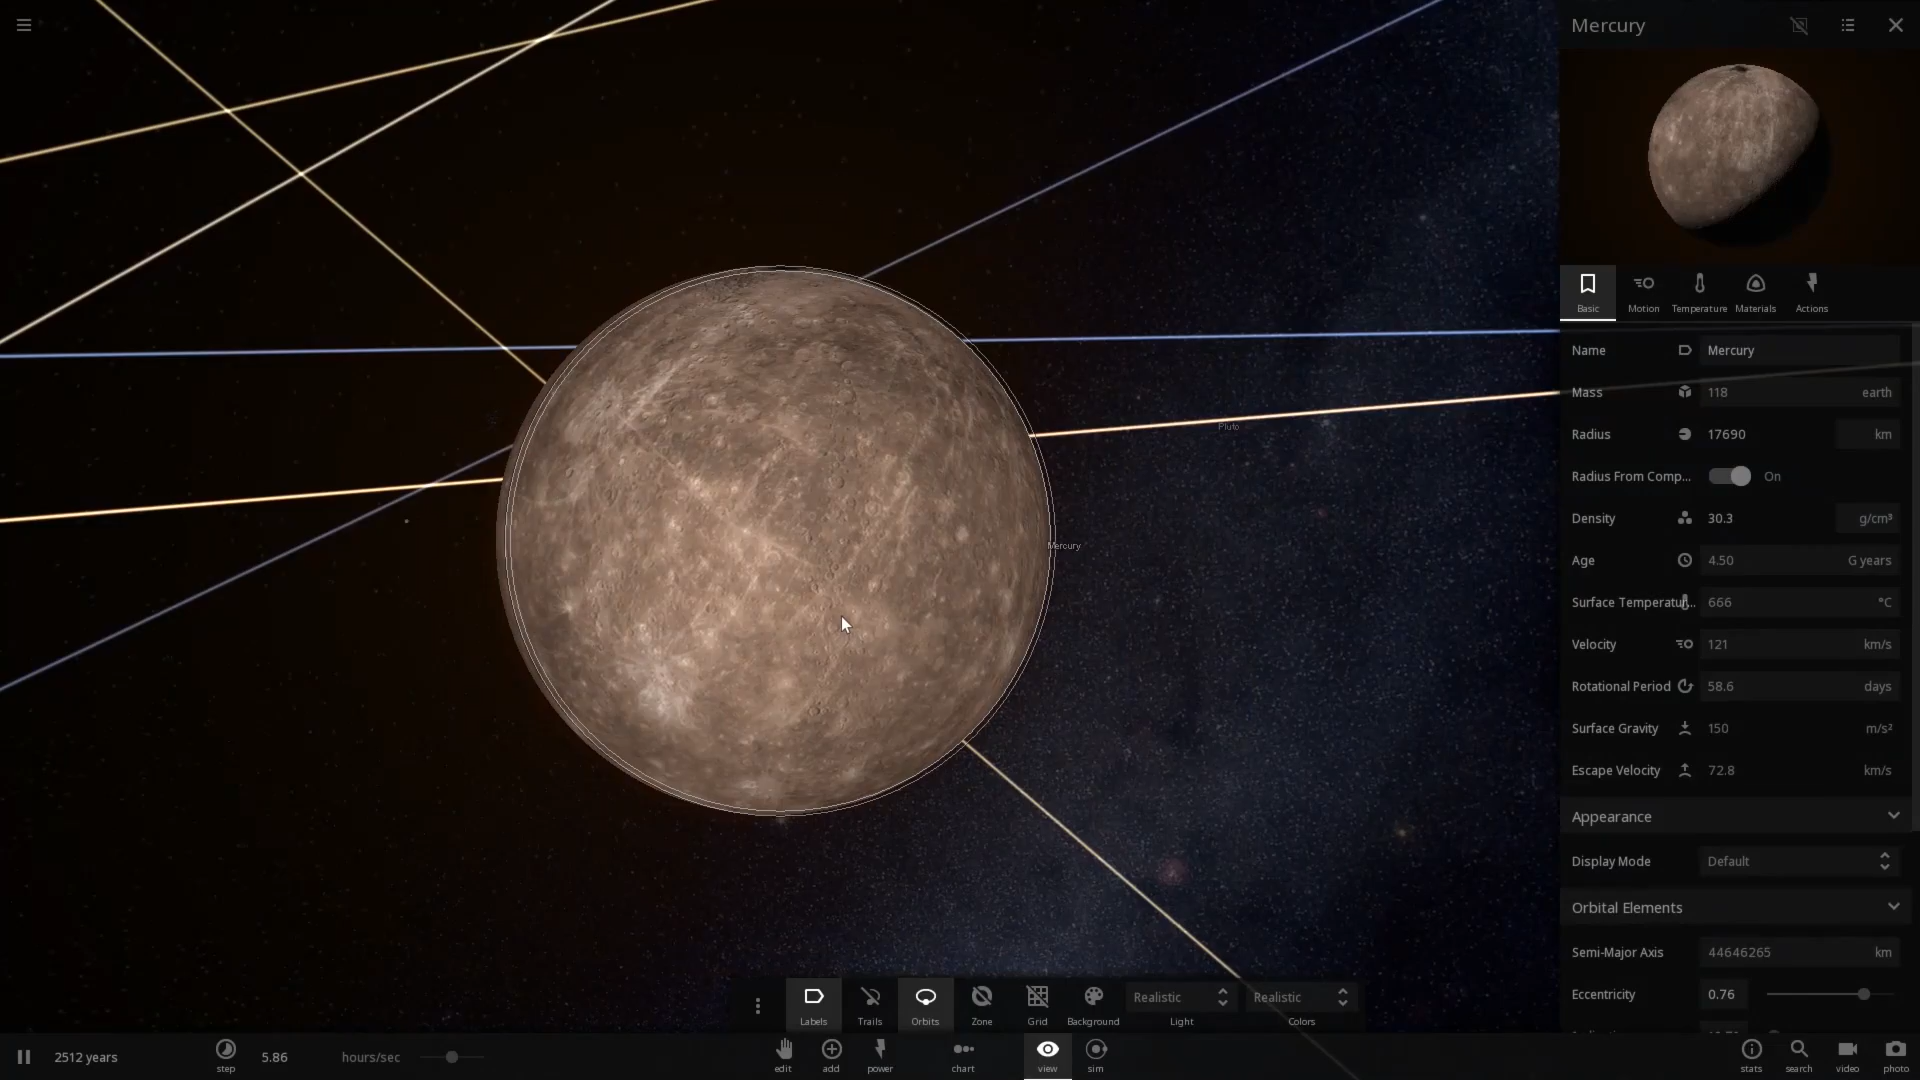 Mercury
Basic
Motion
Temperature
Materials
Actions
Name Mercury
Mass 118 earth
Radius 17690 km
Radius From Comp... On
Density 30.3 g/cm³
Age 4.50 G years
Surface Temperatur... 666 °C
Velocity 121 km/s
Rotational Period 58.6 days
Surface Gravity 150 m/s²
Escape Velocity 72.8 km/s
Appearance
Display Mode Default
Orbital Elements
Semi-Major Axis 44646265 km
Eccentricity 0.76
Pluto
Mercury
Realistic Realistic
Labels Trails Orbits Zone Grid Background Light Colors
2512 years 5.86 hours/sec
step edit add power chart view sim stats search video photo